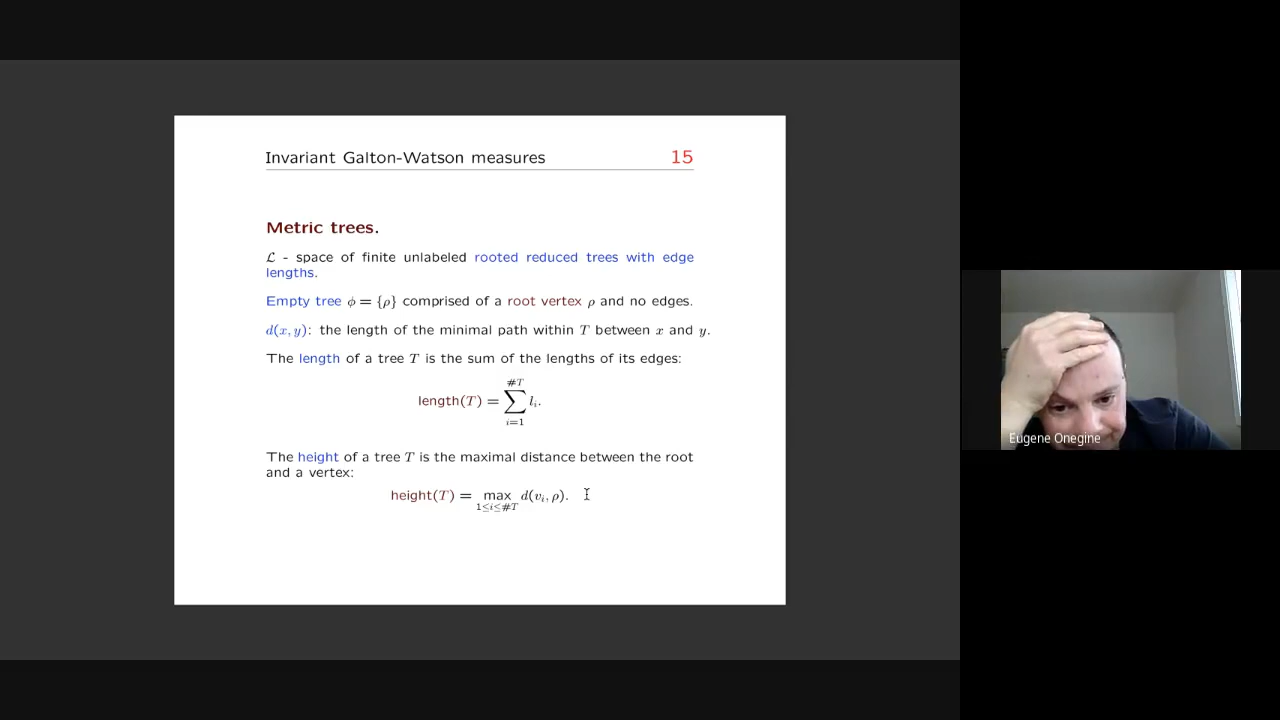 Invariant Galton-Watson measures 15
Metric trees.
ℒ - space of finite unlabeled rooted reduced trees with edge
lengths.
Empty tree ϕ = {ρ} comprised of a root vertex ρ and no edges.
d(x, y): the length of the minimal path within T between x and y.
The length of a tree T is the sum of the lengths of its edges:
#T
length(T) = ∑ lᵢ.
i=1
The height of a tree T is the maximal distance between the root
and a vertex:
height(T) = max d(vᵢ, ρ).
1≤i≤#T
Eugene Onegine